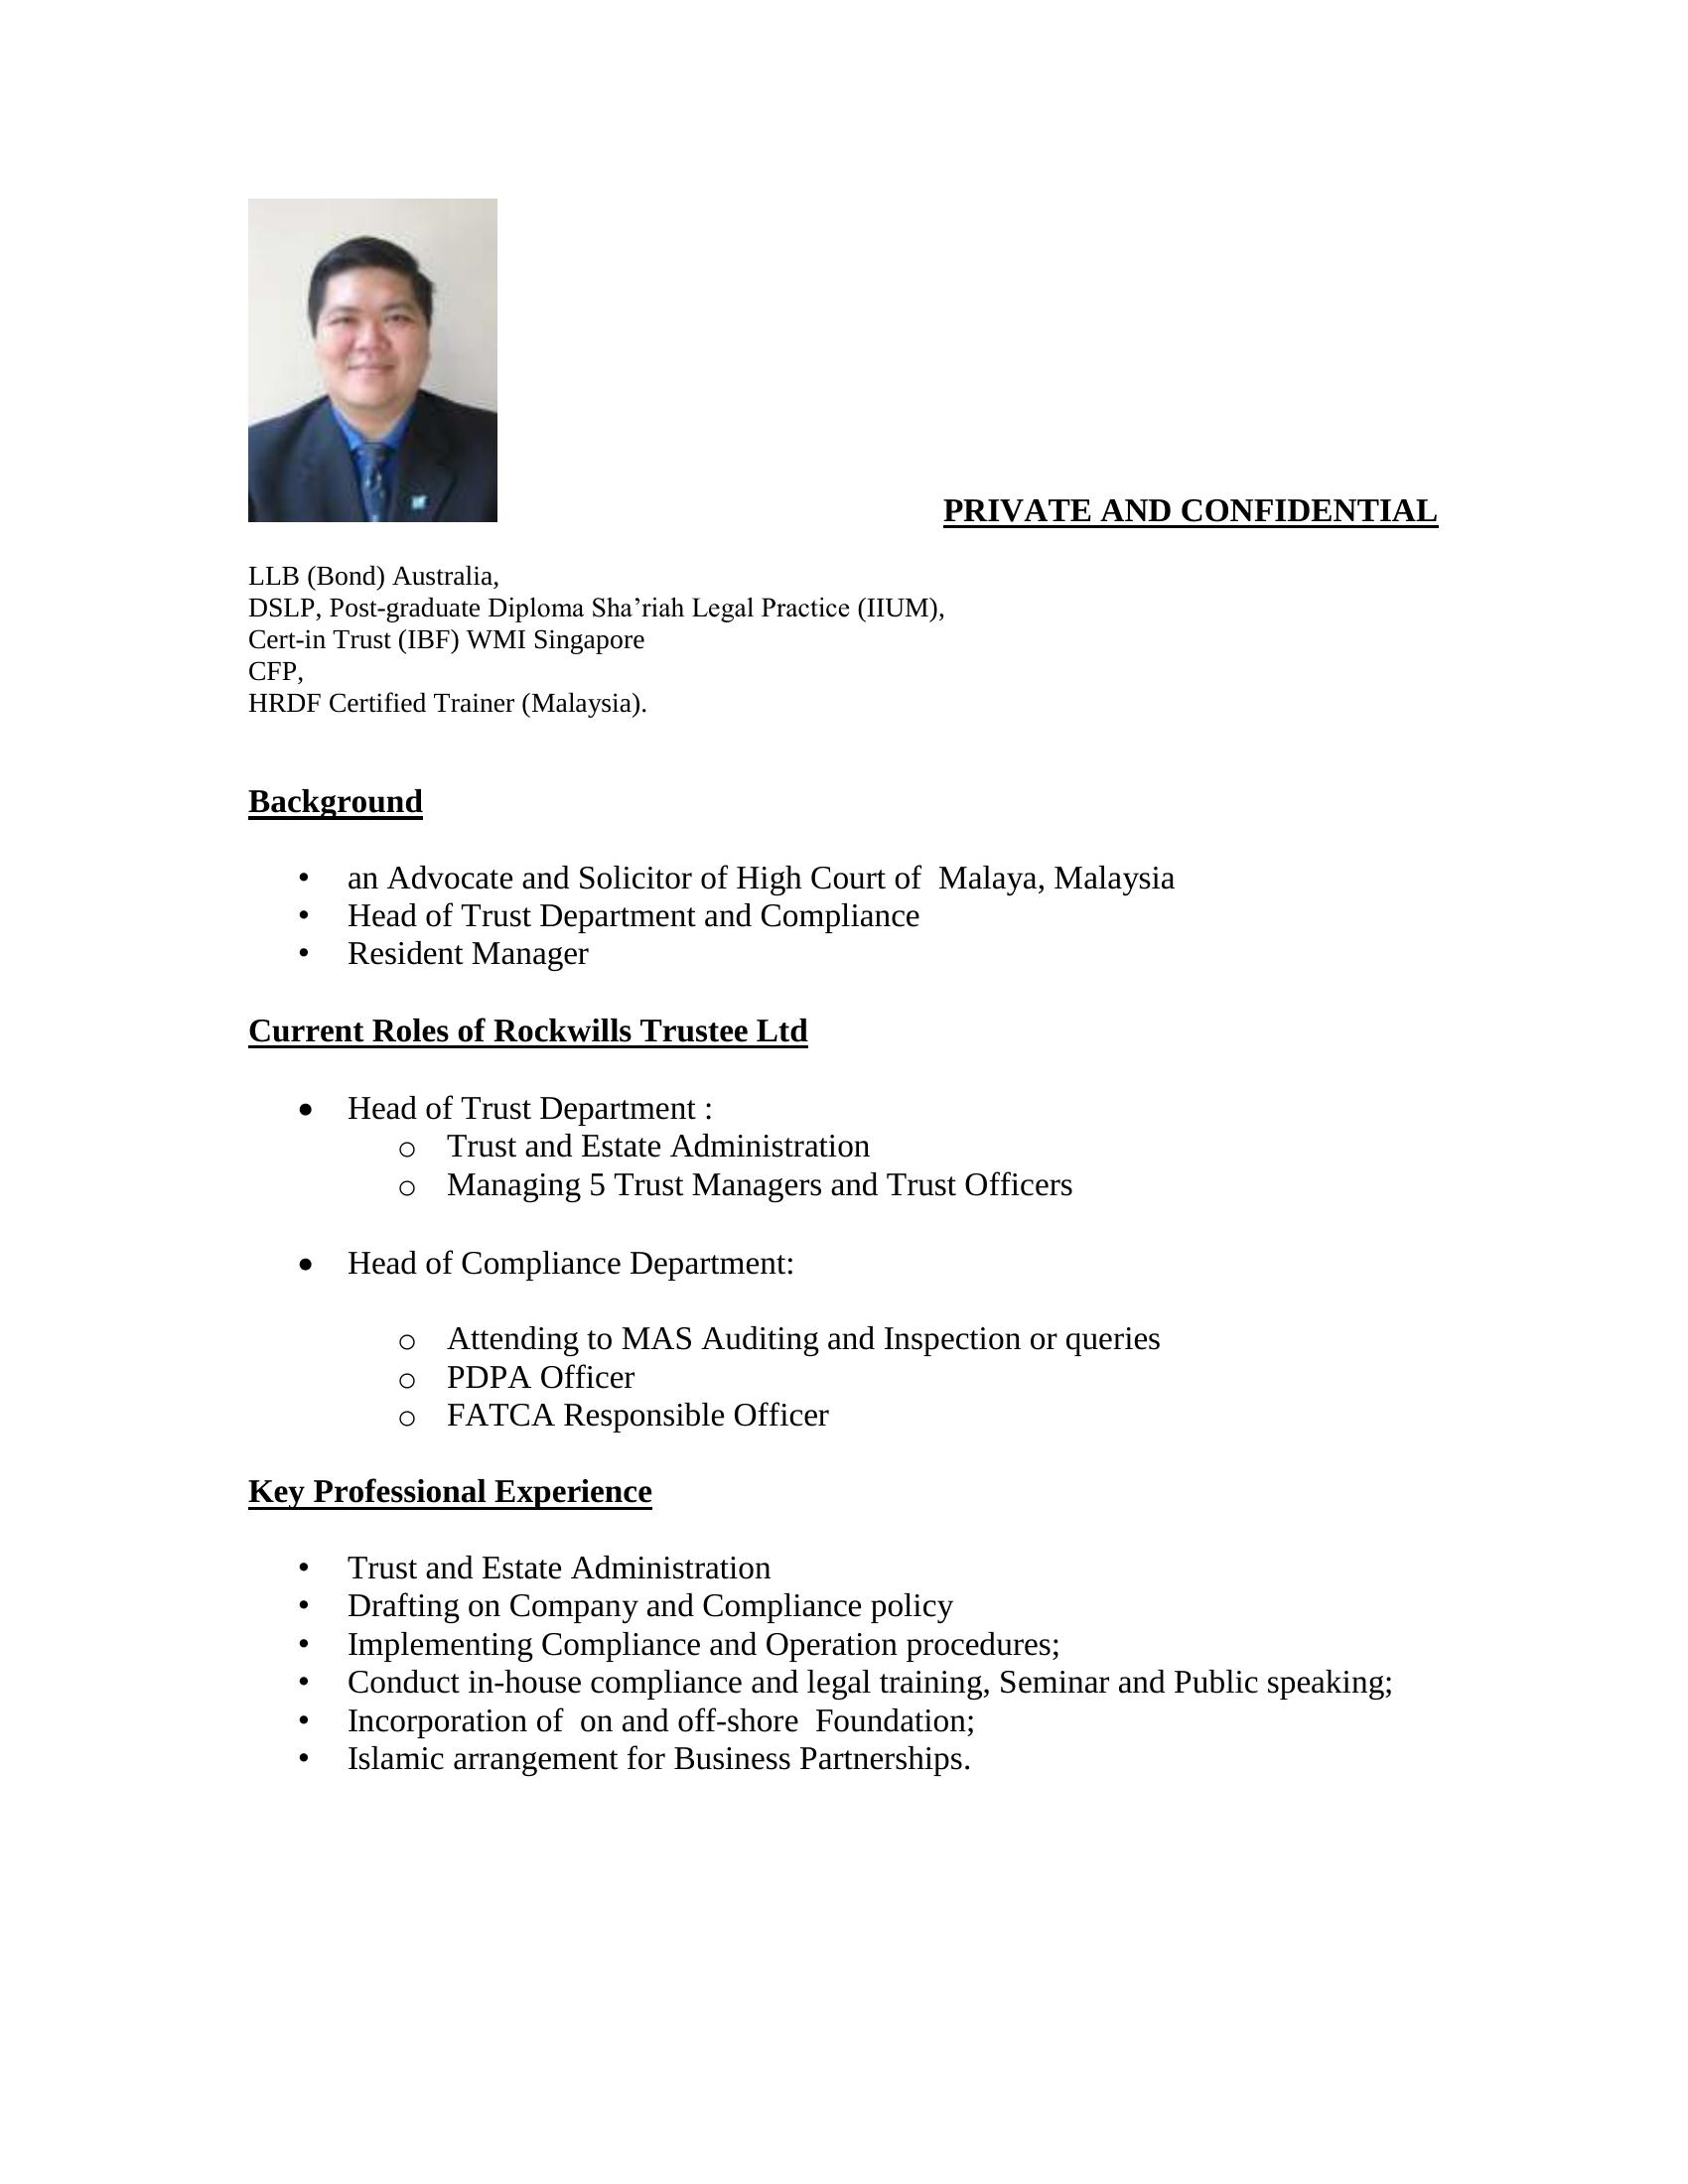 PRIVATE AND CONFIDENTIAL
LLB (Bond) Australia,
DSLP, Post-graduate Diploma Sha’riah Legal Practice (IIUM),
Cert-in Trust (IBF) WMI Singapore
CFP,
HRDF Certified Trainer (Malaysia).
Background
• an Advocate and Solicitor of High Court of  Malaya, Malaysia
• Head of Trust Department and Compliance
• Resident Manager
Current Roles of Rockwills Trustee Ltd
• Head of Trust Department :
o Trust and Estate Administration
o Managing 5 Trust Managers and Trust Officers
• Head of Compliance Department:
o Attending to MAS Auditing and Inspection or queries
o PDPA Officer
o FATCA Responsible Officer
Key Professional Experience
• Trust and Estate Administration
• Drafting on Company and Compliance policy
• Implementing Compliance and Operation procedures;
• Conduct in-house compliance and legal training, Seminar and Public speaking;
• Incorporation of  on and off-shore  Foundation;
• Islamic arrangement for Business Partnerships.